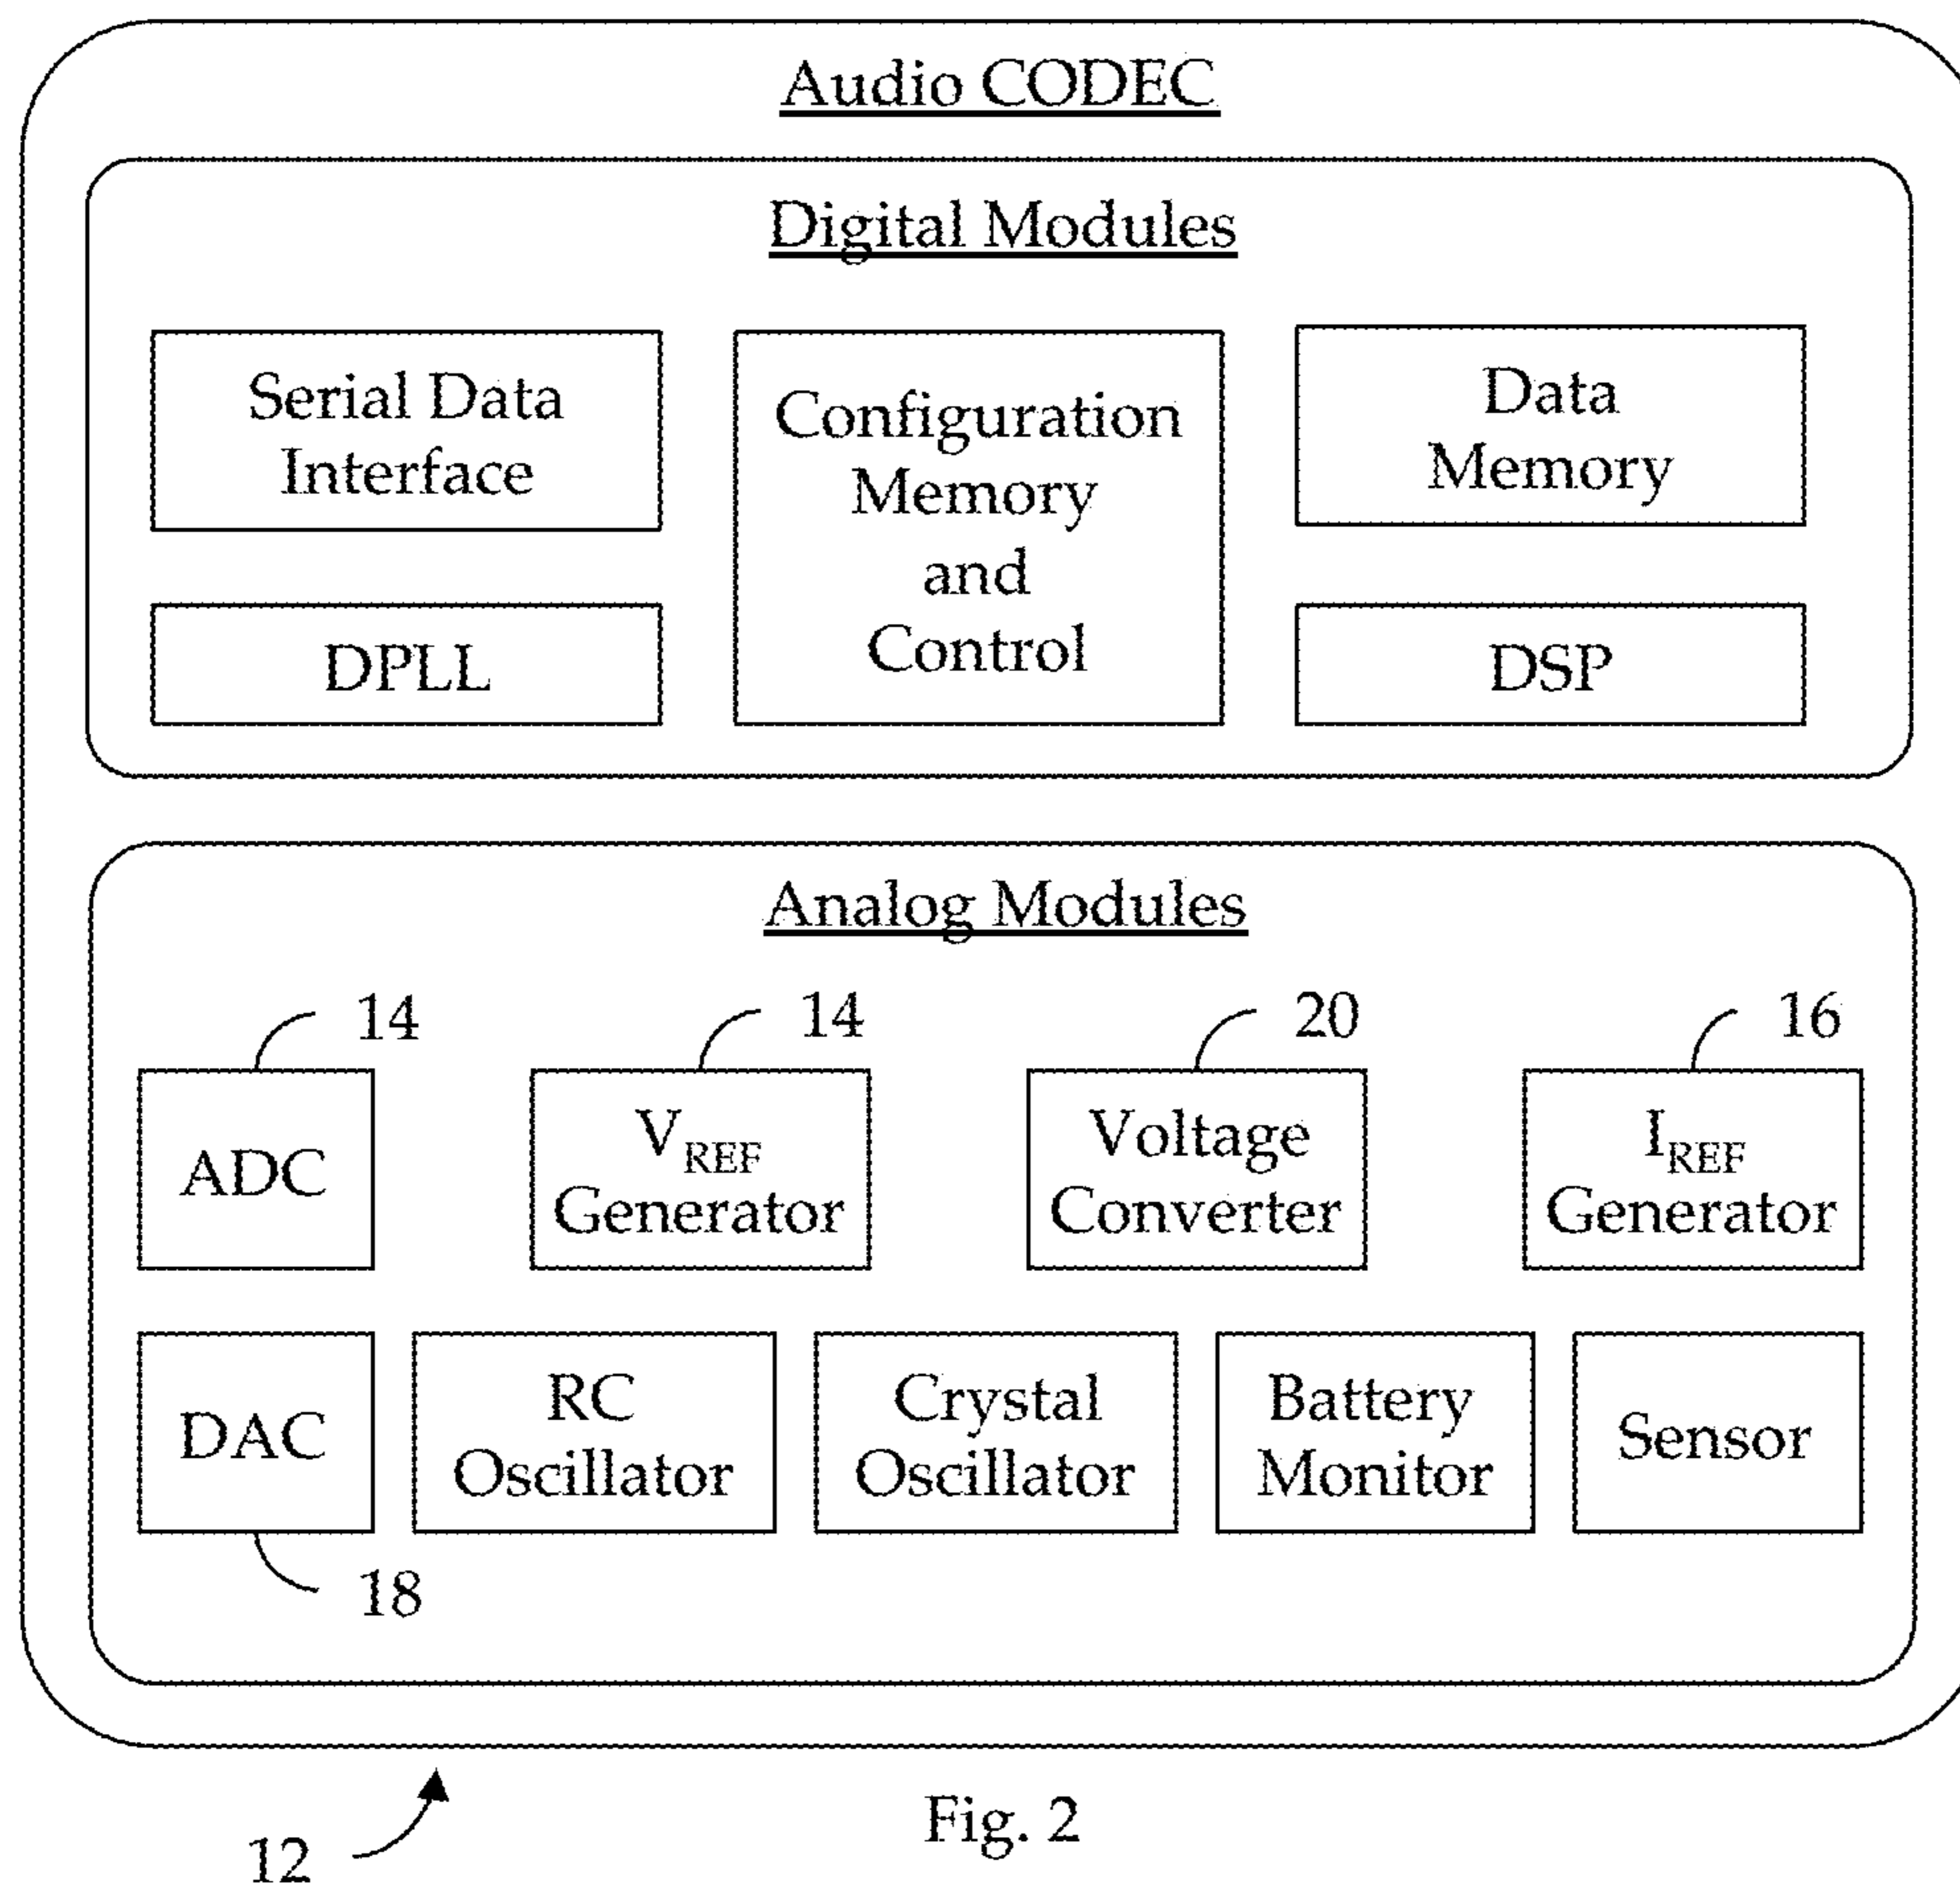 Audio CODEC
Digital Modules
Serial Data
Interface
Configuration
Memory
and
Control
Data
Memory
DPLL
DSP
Analog Modules
14
14
20
16
ADC
VREF
Generator
Voltage
Converter
IREF
Generator
DAC
RC
Oscillator
Crystal
Oscillator
Battery
Monitor
Sensor
18
12
Fig. 2